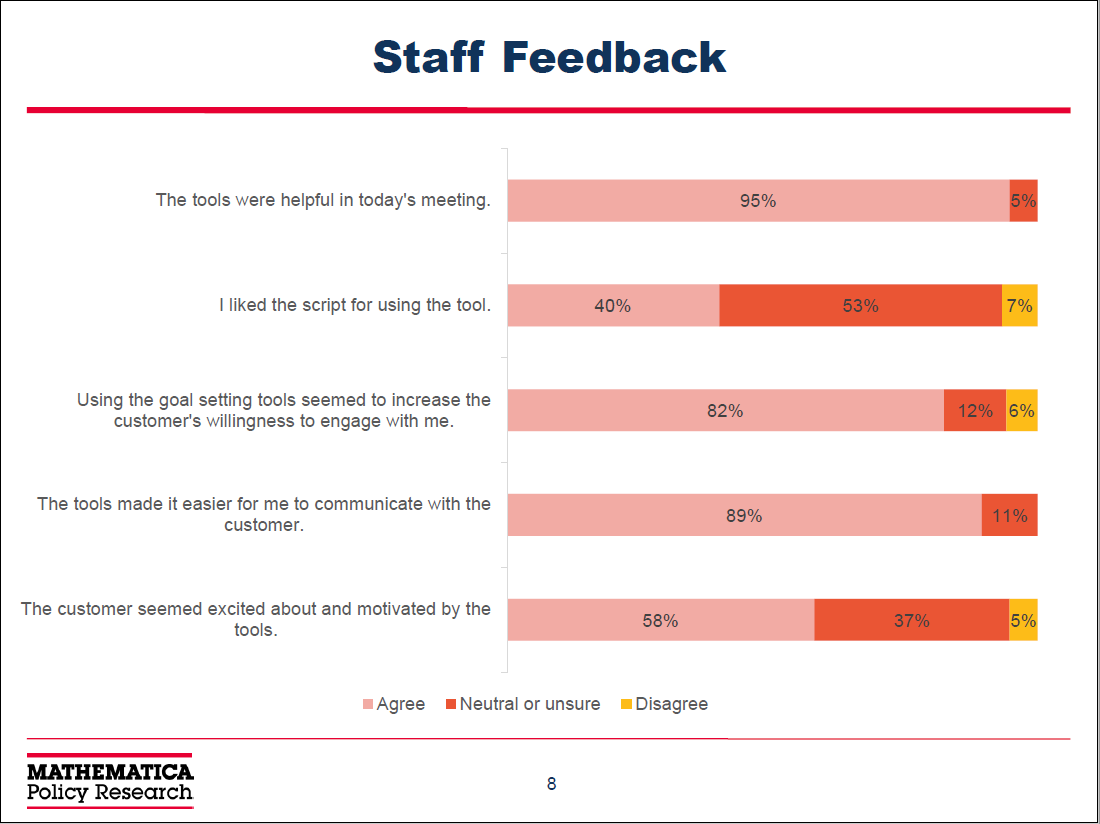 Staff Feedback
The tools were helpful in today's meeting.
95%
5%
I liked the script for using the tool.
40%
53%
7%
Using the goal setting tools seemed to increase the
customer's willingness to engage with me.
82%
12%
6%
The tools made it easier for me to communicate with the
customer.
89%
11%
The customer seemed excited about and motivated by the
tools.
58%
37%
5%
Agree
Neutral or unsure
Disagree
MATHEMATICA
Policy Research
8